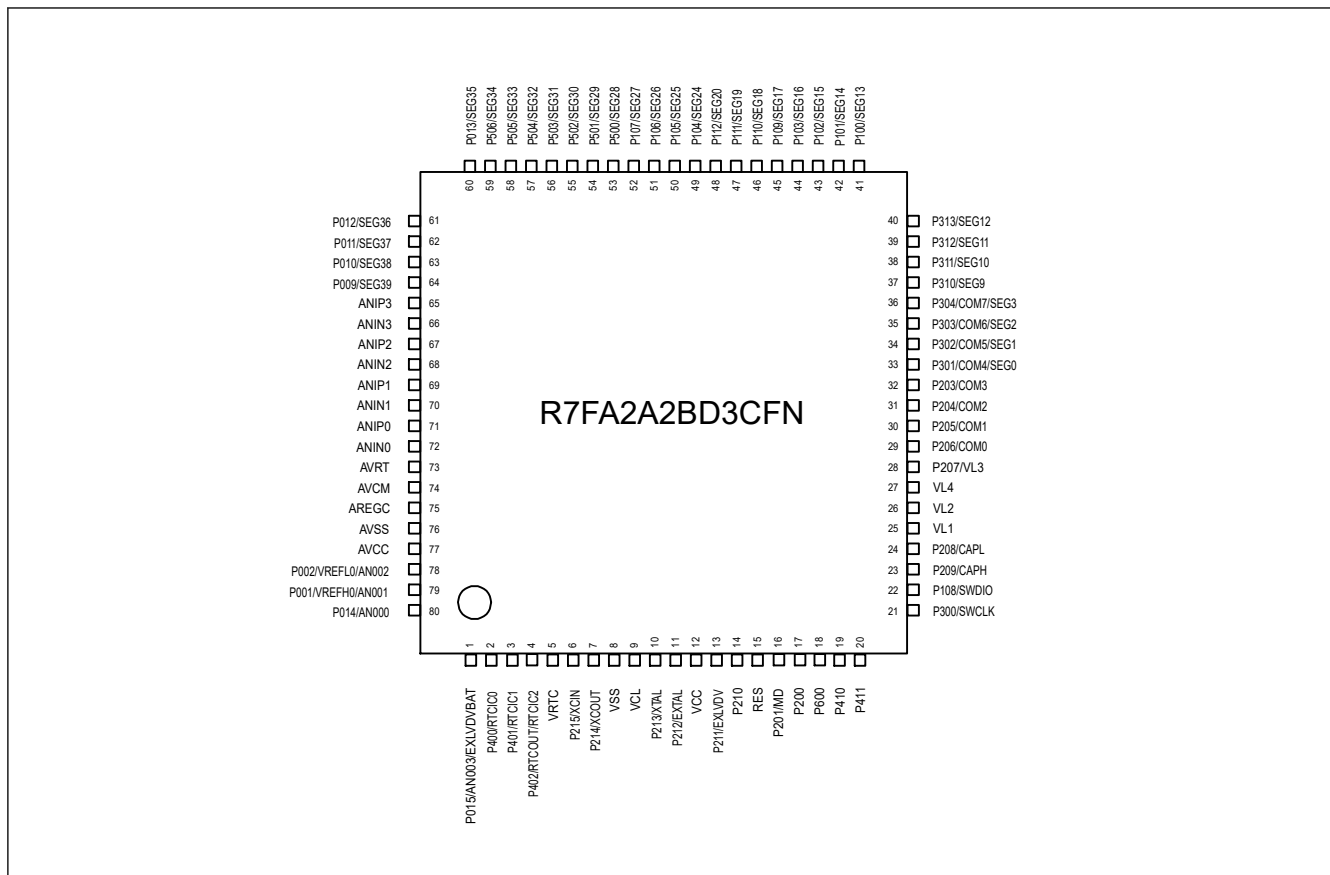 P013/SEG35
P506/SEG34
P505/SEG33
P504/SEG32
P503/SEG31
P502/SEG30
P501/SEG29
P500/SEG28
P107/SEG27
P106/SEG26
P105/SEG25
P104/SEG24
P112/SEG20
P111/SEG19
P110/SEG18
P109/SEG17
P103/SEG16
P102/SEG15
P101/SEG14
P100/SEG13
60 59 58 57 56 55 54 53 52 51 50 49 48 47 46 45 44 43 42 41
P012/SEG36 61
P011/SEG37 62
P010/SEG38 63
P009/SEG39 64
ANIP3 65
ANIN3 66
ANIP2 67
ANIN2 68
ANIP1 69
ANIN1 70
ANIP0 71
ANIN0 72
AVRT 73
AVCM 74
AREGC 75
AVSS 76
AVCC 77
P002/VREFL0/AN002 78
P001/VREFH0/AN001 79
P014/AN000 80
R7FA2A2BD3CFN
40 P313/SEG12
39 P312/SEG11
38 P311/SEG10
37 P310/SEG9
36 P304/COM7/SEG3
35 P303/COM6/SEG2
34 P302/COM5/SEG1
33 P301/COM4/SEG0
32 P203/COM3
31 P204/COM2
30 P205/COM1
29 P206/COM0
28 P207/VL3
27 VL4
26 VL2
25 VL1
24 P208/CAPL
23 P209/CAPH
22 P108/SWDIO
21 P300/SWCLK
1 2 3 4 5 6 7 8 9 10 11 12 13 14 15 16 17 18 19 20
P015/AN003/EXLVDVBAT
P400/RTCIC0
P401/RTCIC1
P402/RTCOUT/RTCIC2
VRTC
P215/XCIN
P214/XCOUT
VSS
VCL
P213/XTAL
P212/EXTAL
VCC
P211/EXLVDV
P210
RES
P201/MD
P200
P600
P410
P411